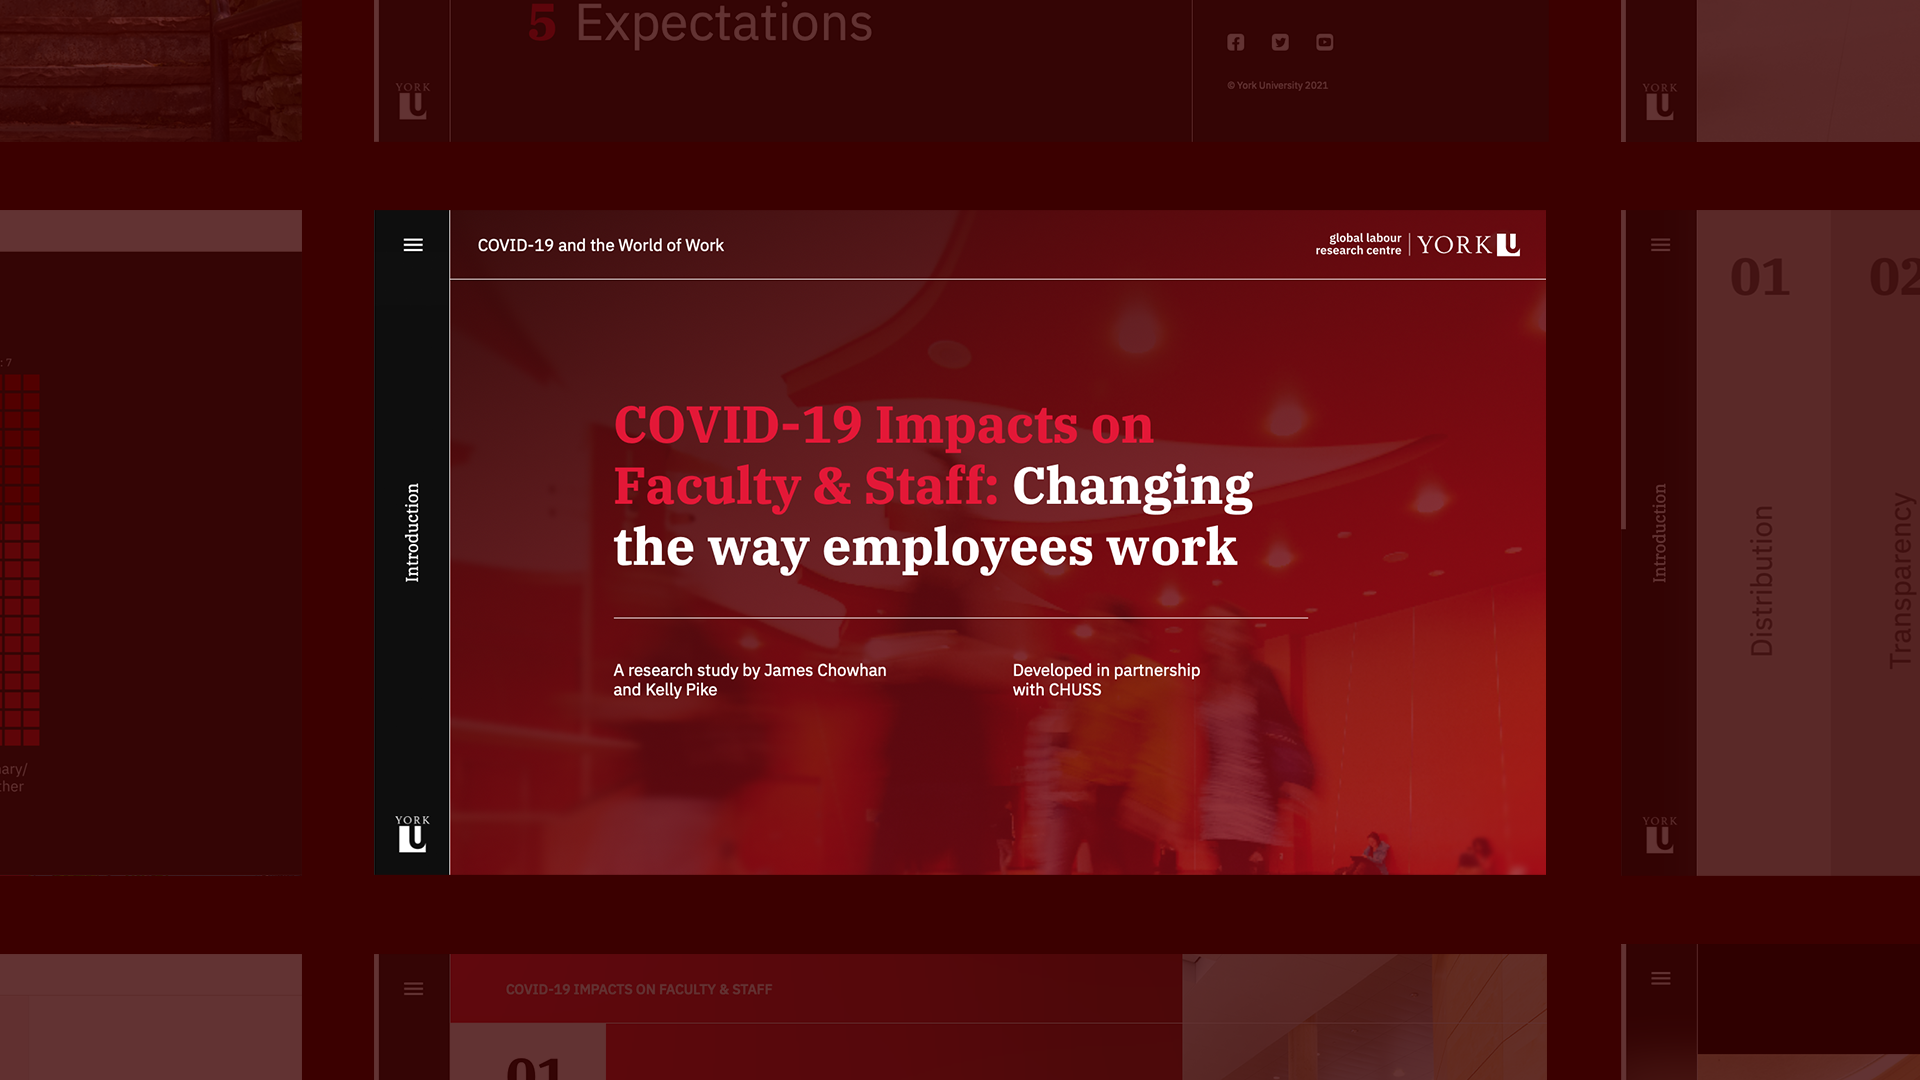 5 Expectations
YORK
U
© York University 2021
YORK
U
COVID-19 and the World of Work
global labour
research centre
YORK U
COVID-19 Impacts on
Faculty & Staff: Changing
the way employees work
A research study by James Chowhan
and Kelly Pike
Developed in partnership
with CHUSS
Introduction
YORK
U
: 7
ary/
her
01
02
Introduction
Distribution
Transparency
YORK
U
COVID-19 IMPACTS ON FACULTY & STAFF
01